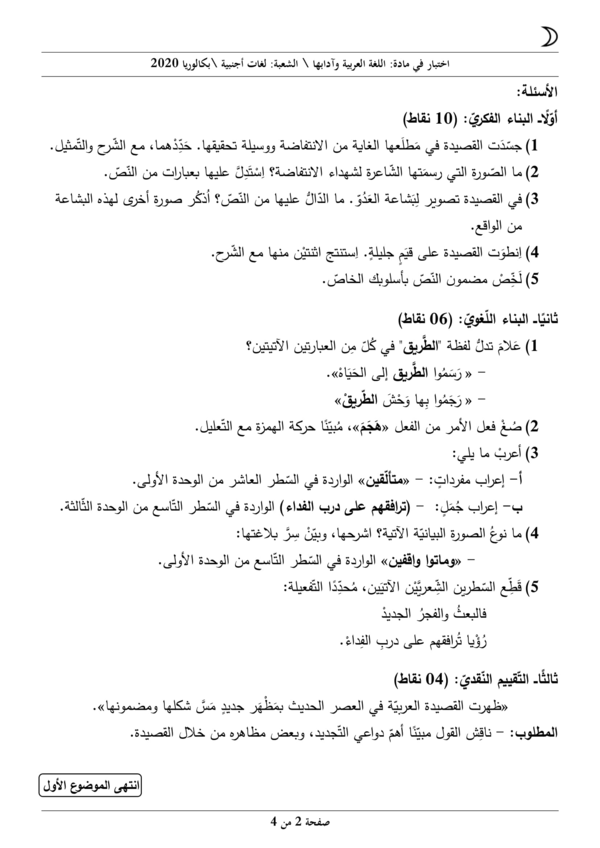 اختبار في مادة: اللغة العربية وآدابها \ الشعبة: لغات أجنبية \بكالوريا 2020
الأسئلة:
أوّلًا- البناء الفكريّ: (10 نقاط)
1) جسّدَت القصيدة في مَطلَعها الغاية من الانتفاضة ووسيلة تحقيقها. حَدِّدْهما، مع الشّرح والتّمثيل.
2) ما الصّورة التي رسمَتها الشّاعرة لشهداء الانتفاضة؟ اِسْتَدِلَّ عليها بعبارات من النّصّ.
3) في القصيدة تصوير لِبَشاعة العَدُوّ. ما الدّالُّ عليها من النّصّ؟ اُذكُر صورة أخرى لهذه البشاعة
من الواقع.
4) اِنطوَت القصيدة على قيَمٍ جليلةٍ. اِستنتج اثنتيْن منها مع الشّرح.
5) لَخِّصْ مضمون النّصّ بأسلوبك الخاصّ.
ثانيًا- البناء اللّغويّ: (06 نقاط)
1) عَلامَ تدلُّ لفظة "الطَّريق" في كُلّ مِن العبارتين الآتيتين؟
– « رَسَمُوا الطَّريق إلى الحَيَاهْ».
– « رَجَمُوا بِها وَحْشَ الطّريقْ»
2) صُغْ فعل الأمر من الفعل «هَجَمَ»، مُبيّنًا حركة الهمزة مع التّعليل.
3) أعربْ ما يلي:
أ- إعراب مفرداتٍ: – «متألّقين» الواردة في السّطر العاشر من الوحدة الأولى.
ب- إعراب جُمَلٍ: – (ترافقهم على درب الفداء) الواردة في السّطر التّاسع من الوحدة الثّالثة.
4) ما نوعُ الصورة البيانيّة الآتية؟ اشرحها، وبيّنْ سِرَّ بلاغتها:
– «وماتوا واقفين» الواردة في السّطر التّاسع من الوحدة الأولى.
5) قَطِّع السّطرين الشِّعريَّيْن الآتيَين، مُحدِّدًا التّفعيلة:
فالبعثُ والفجرُ الجديدْ
رُؤْيا تُرافقهم على دربِ الفِداءْ.
ثالثًا- التّقييم النّقديّ: (04 نقاط)
«ظهرت القصيدة العربيّة في العصر الحديث بمَظْهَر جديدٍ مَسَّ شكلها ومضمونها».
المطلوب: – ناقِش القول مبيّنًا أهمّ دواعي التّجديد، وبعض مظاهره من خلال القصيدة.
انتهى الموضوع الأول
صفحة 2 من 4